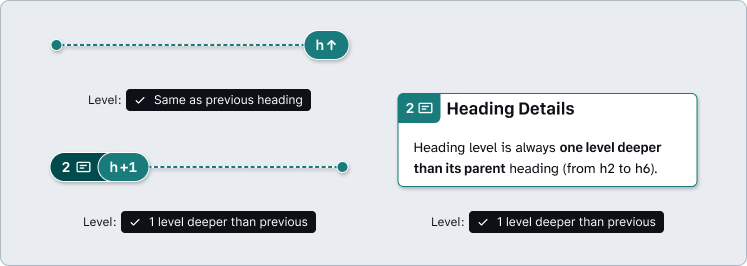 h↑
Level: ✓ Same as previous heading
2 h+1
Level: ✓ 1 level deeper than previous
2 Heading Details
Heading level is always one level deeper
than its parent heading (from h2 to h6).
Level: ✓ 1 level deeper than previous